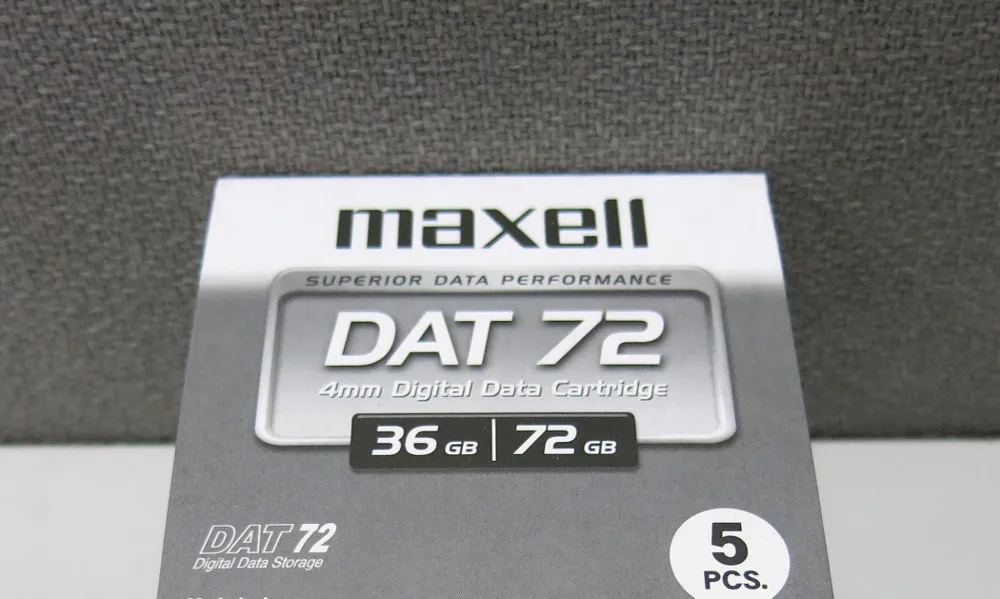 maxell
SUPERIOR DATA PERFORMANCE
DAT 72
4mm Digital Data Cartridge
36 GB | 72 GB
DAT 72
Digital Data Storage
5
PCS.